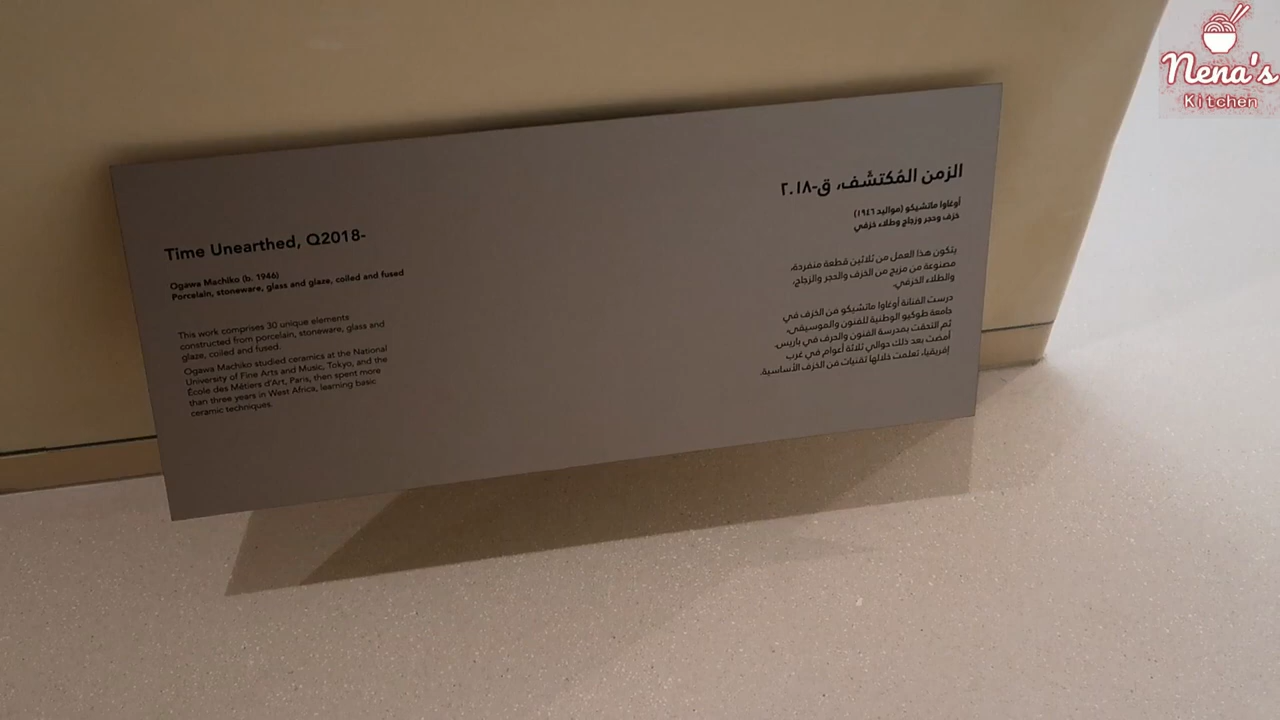 Time Unearthed, Q2018-
Ogawa Machiko (b. 1946)
Porcelain, stoneware, glass and glaze, coiled and fused
This work comprises 30 unique elements
constructed from porcelain, stoneware, glass and
glaze, coiled and fused.
Ogawa Machiko studied ceramics at the National
University of Fine Arts and Music, Tokyo, and the
École des Métiers d'Art, Paris, then spent more
than three years in West Africa, learning basic
ceramic techniques.
الزمن المُكتشَف، ق-٢٠١٨
أوغاوا ماتشيكو (مواليد ١٩٤٦)
خزف وحجر وزجاج وطلاء خزفي
يتكون هذا العمل من ثلاثين قطعة منفردة،
مصنوعة من مزيج من الخزف والحجر والزجاج،
والطلاء الخزفي.
درست الفنانة أوغاوا ماتشيكو فن الخزف في
جامعة طوكيو الوطنية للفنون والموسيقى،
ثم التحقت بمدرسة الفنون والحرف في باريس.
أمضت بعد ذلك حوالي ثلاثة أعوام في غرب
إفريقيا، تعلمت خلالها تقنيات فن الخزف الأساسية.
Nena's
Kitchen